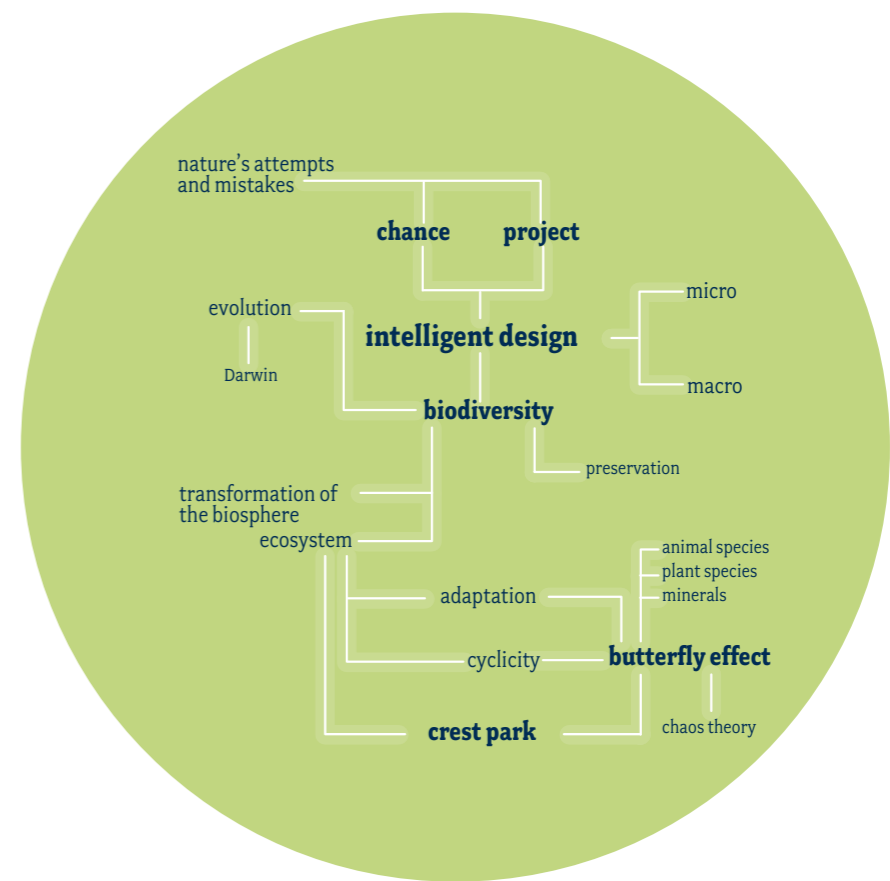 nature’s attempts
and mistakes
chance
project
evolution
micro
intelligent design
Darwin
macro
biodiversity
preservation
transformation of
the biosphere
ecosystem
animal species
plant species
minerals
adaptation
cyclicity
butterfly effect
crest park
chaos theory